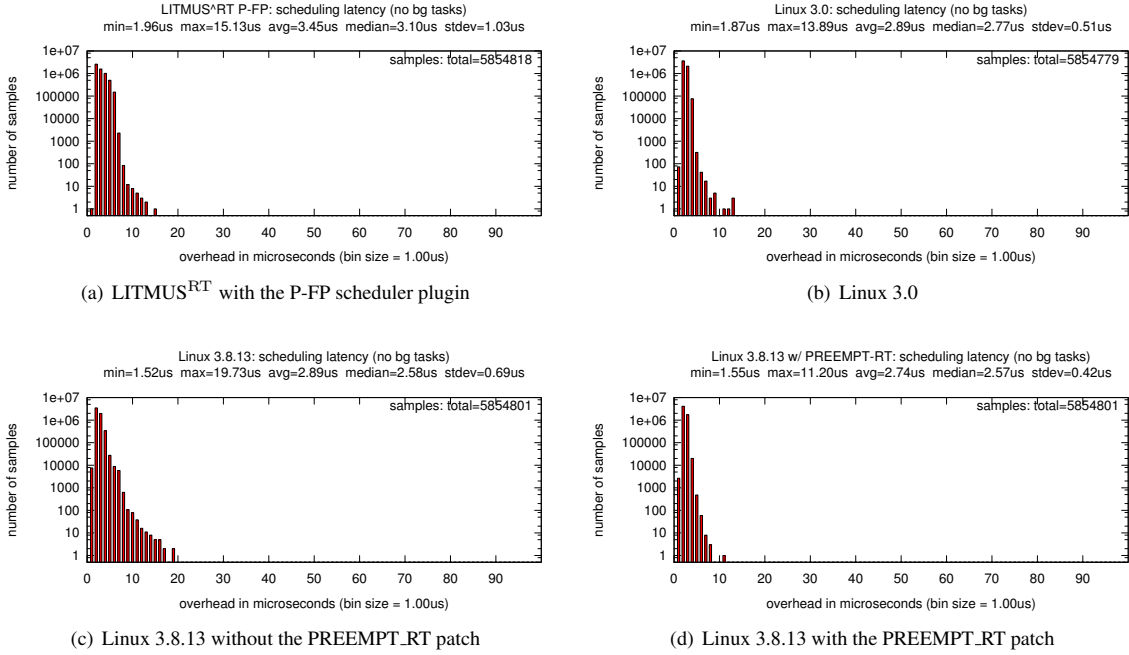 LITMUS^RT P-FP: scheduling latency (no bg tasks)
min=1.96us max=15.13us avg=3.45us median=3.10us stdev=1.03us
samples: total=5854818
number of samples
1e+07
1e+06
100000
10000
1000
100
10
1
0 10 20 30 40 50 60 70 80 90
overhead in microseconds (bin size = 1.00us)
(a) LITMUS^RT with the P-FP scheduler plugin
Linux 3.0: scheduling latency (no bg tasks)
min=1.87us max=13.89us avg=2.89us median=2.77us stdev=0.51us
samples: total=5854779
number of samples
1e+07
1e+06
100000
10000
1000
100
10
1
0 10 20 30 40 50 60 70 80 90
overhead in microseconds (bin size = 1.00us)
(b) Linux 3.0
Linux 3.8.13: scheduling latency (no bg tasks)
min=1.52us max=19.73us avg=2.89us median=2.58us stdev=0.69us
samples: total=5854801
number of samples
1e+07
1e+06
100000
10000
1000
100
10
1
0 10 20 30 40 50 60 70 80 90
overhead in microseconds (bin size = 1.00us)
(c) Linux 3.8.13 without the PREEMPT_RT patch
Linux 3.8.13 w/ PREEMPT-RT: scheduling latency (no bg tasks)
min=1.55us max=11.20us avg=2.74us median=2.57us stdev=0.42us
samples: total=5854801
number of samples
1e+07
1e+06
100000
10000
1000
100
10
1
0 10 20 30 40 50 60 70 80 90
overhead in microseconds (bin size = 1.00us)
(d) Linux 3.8.13 with the PREEMPT_RT patch